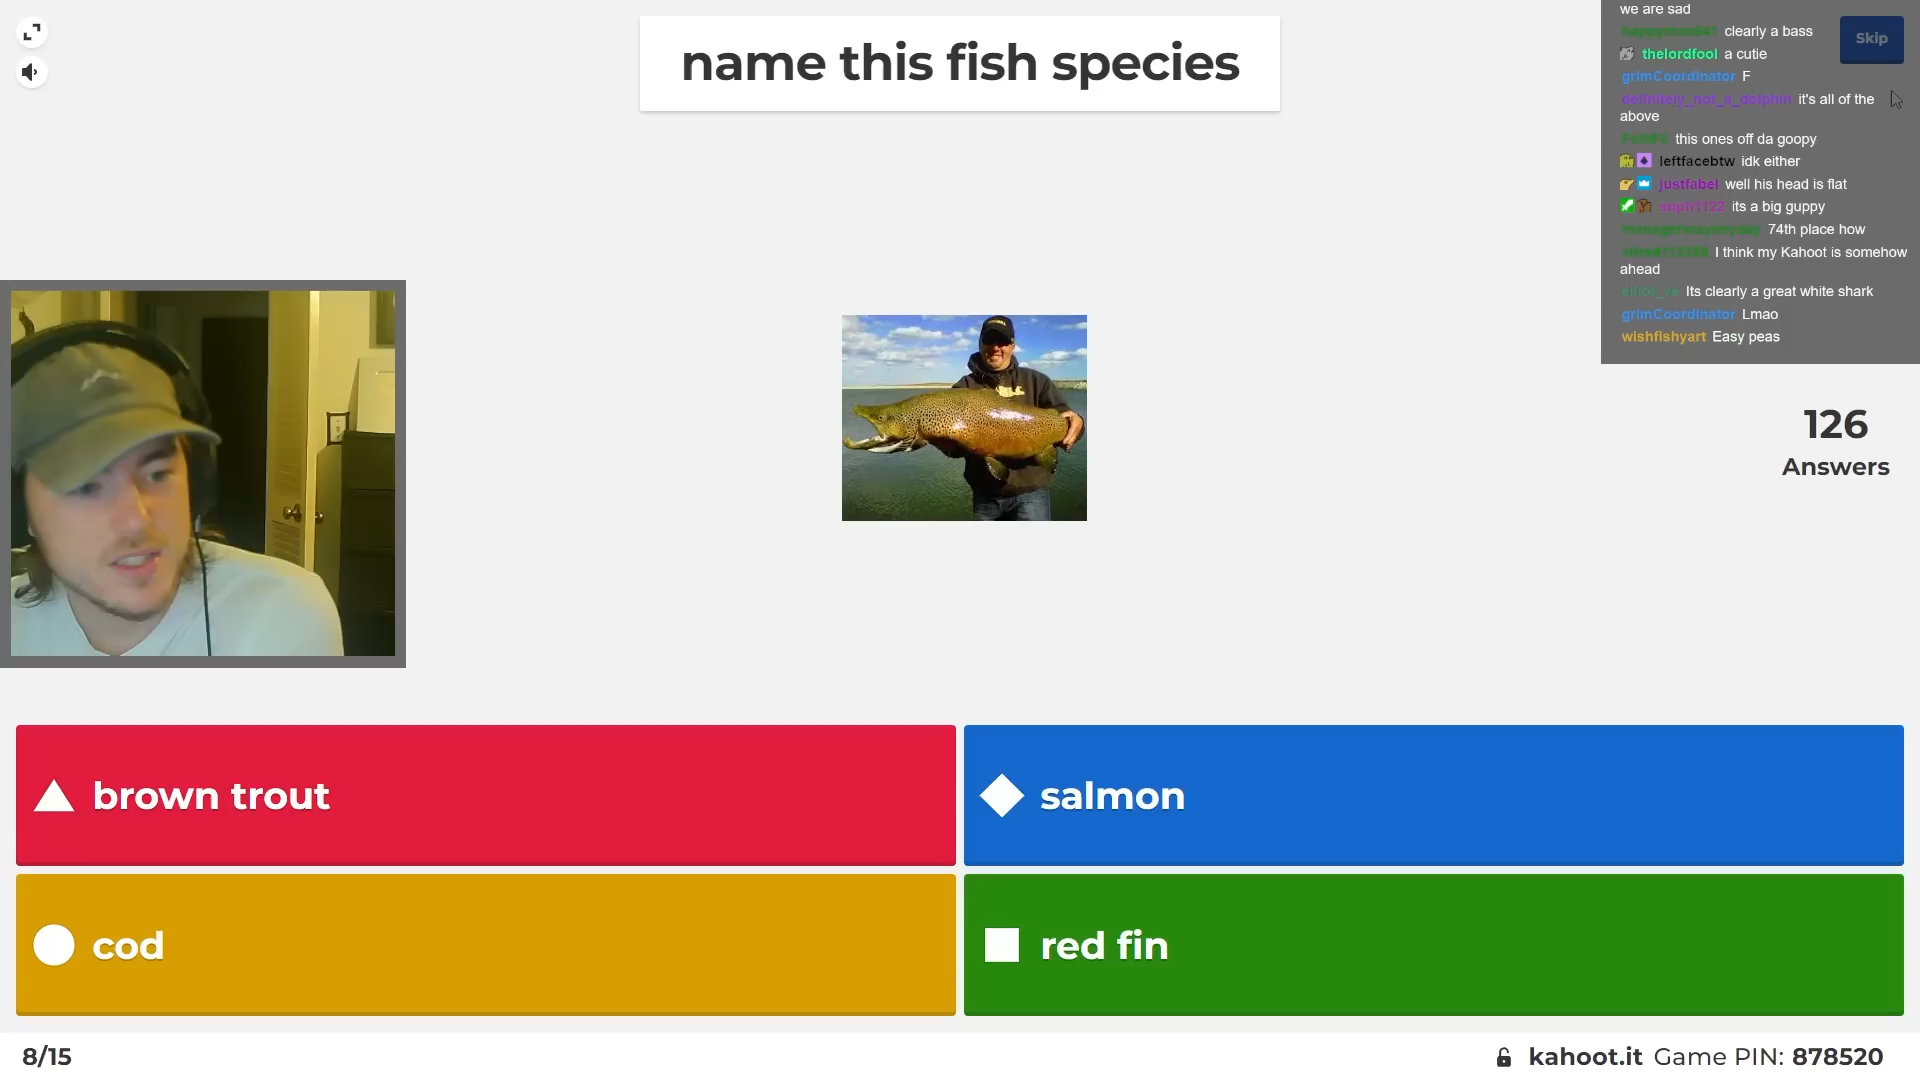 name this fish species
we are sad
clearly a bass
Skip
thelordfool a cutie
grimCoordinator F
definitely_not_a_dolphin it's all of the
above
this ones off da goopy
leftfacebtw idk either
justfabel well his head is flat
soph1122 its a big guppy
74th place how
I think my Kahoot is somehow
ahead
Its clearly a great white shark
grimCoordinator Lmao
wishfishyart Easy peas
126
Answers
brown trout
salmon
cod
red fin
8/15
kahoot.it Game PIN: 878520